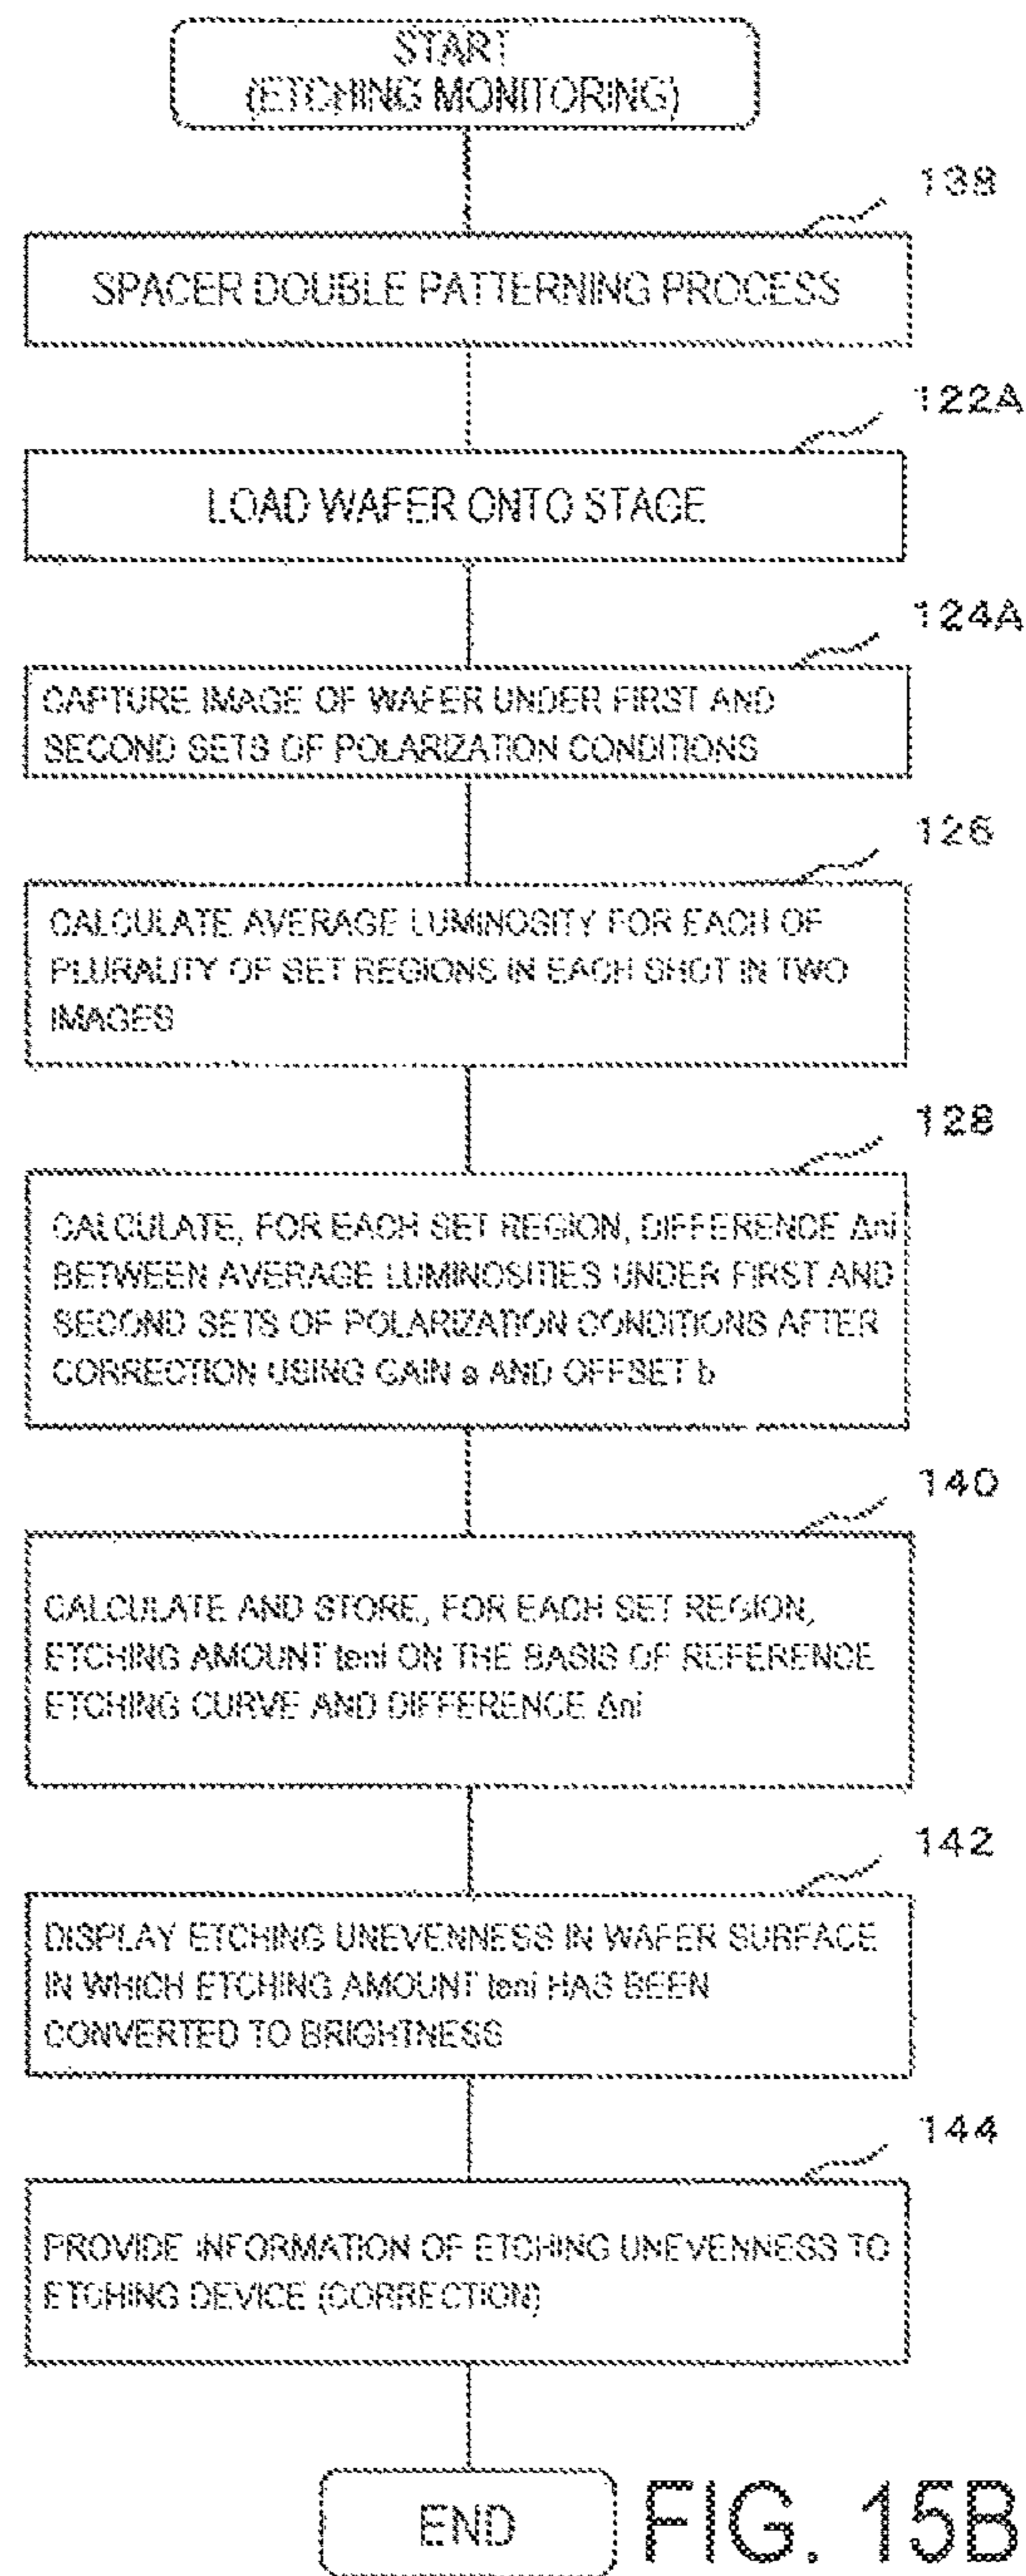 START
(ETCHING MONITORING)
138
SPACER DOUBLE PATTERNING PROCESS
122A
LOAD WAFER ONTO STAGE
124A
CAPTURE IMAGE OF WAFER UNDER FIRST AND
SECOND SETS OF POLARIZATION CONDITIONS
126
CALCULATE AVERAGE LUMINOSITY FOR EACH OF
PLURALITY OF SET REGIONS IN EACH SHOT IN TWO
IMAGES
128
CALCULATE, FOR EACH SET REGION, DIFFERENCE Δni
BETWEEN AVERAGE LUMINOSITIES UNDER FIRST AND
SECOND SETS OF POLARIZATION CONDITIONS AFTER
CORRECTION USING GAIN a AND OFFSET b
140
CALCULATE AND STORE, FOR EACH SET REGION,
ETCHING AMOUNT teni ON THE BASIS OF REFERENCE
ETCHING CURVE AND DIFFERENCE Δni
142
DISPLAY ETCHING UNEVENNESS IN WAFER SURFACE
IN WHICH ETCHING AMOUNT teni HAS BEEN
CONVERTED TO BRIGHTNESS
144
PROVIDE INFORMATION OF ETCHING UNEVENNESS TO
ETCHING DEVICE (CORRECTION)
END
FIG. 15B